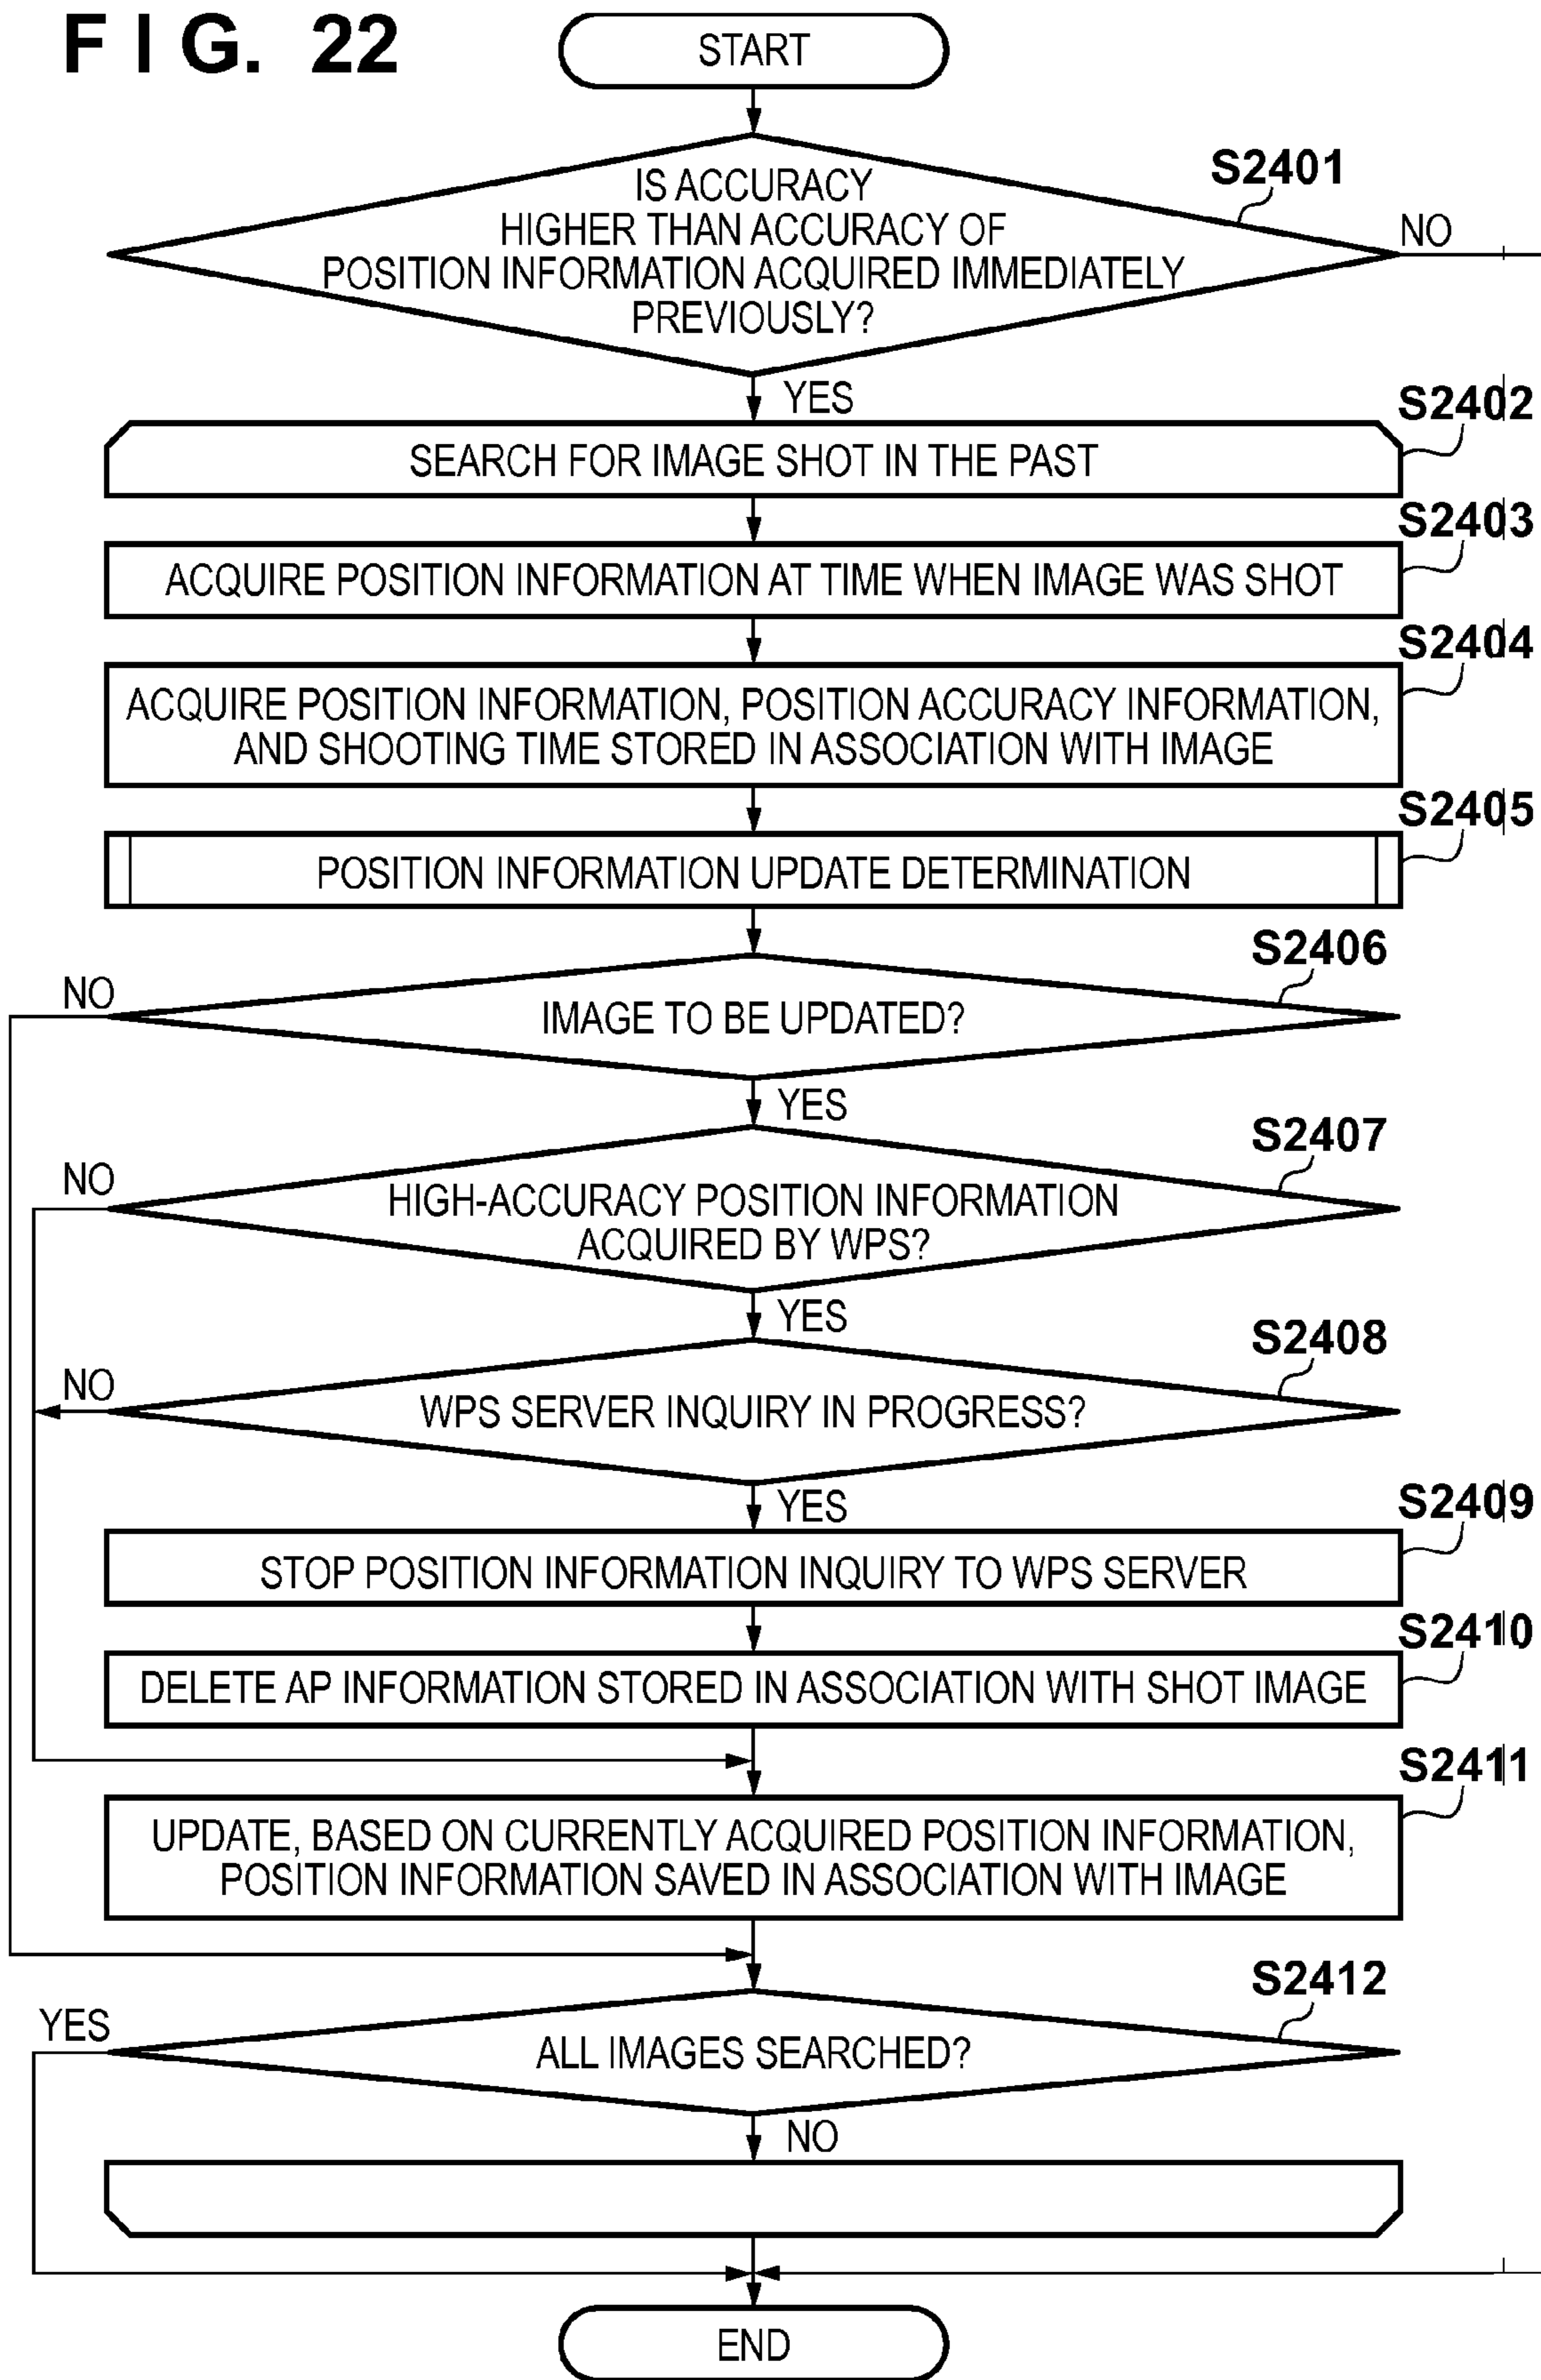 FIG. 22
START
S2401
IS ACCURACY
HIGHER THAN ACCURACY OF
POSITION INFORMATION ACQUIRED IMMEDIATELY
PREVIOUSLY?
NO
YES
S2402
SEARCH FOR IMAGE SHOT IN THE PAST
S2403
ACQUIRE POSITION INFORMATION AT TIME WHEN IMAGE WAS SHOT
S2404
ACQUIRE POSITION INFORMATION, POSITION ACCURACY INFORMATION,
AND SHOOTING TIME STORED IN ASSOCIATION WITH IMAGE
S2405
POSITION INFORMATION UPDATE DETERMINATION
S2406
NO
IMAGE TO BE UPDATED?
YES
S2407
NO
HIGH-ACCURACY POSITION INFORMATION
ACQUIRED BY WPS?
YES
S2408
NO
WPS SERVER INQUIRY IN PROGRESS?
YES
S2409
STOP POSITION INFORMATION INQUIRY TO WPS SERVER
S2410
DELETE AP INFORMATION STORED IN ASSOCIATION WITH SHOT IMAGE
S2411
UPDATE, BASED ON CURRENTLY ACQUIRED POSITION INFORMATION,
POSITION INFORMATION SAVED IN ASSOCIATION WITH IMAGE
S2412
YES
ALL IMAGES SEARCHED?
NO
END